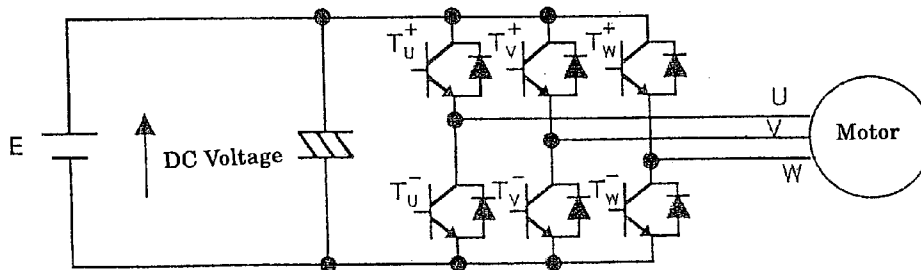 T_U^+ T_V^+ T_W^+
U
E DC Voltage V Motor
W
T_U^- T_V^- T_W^-